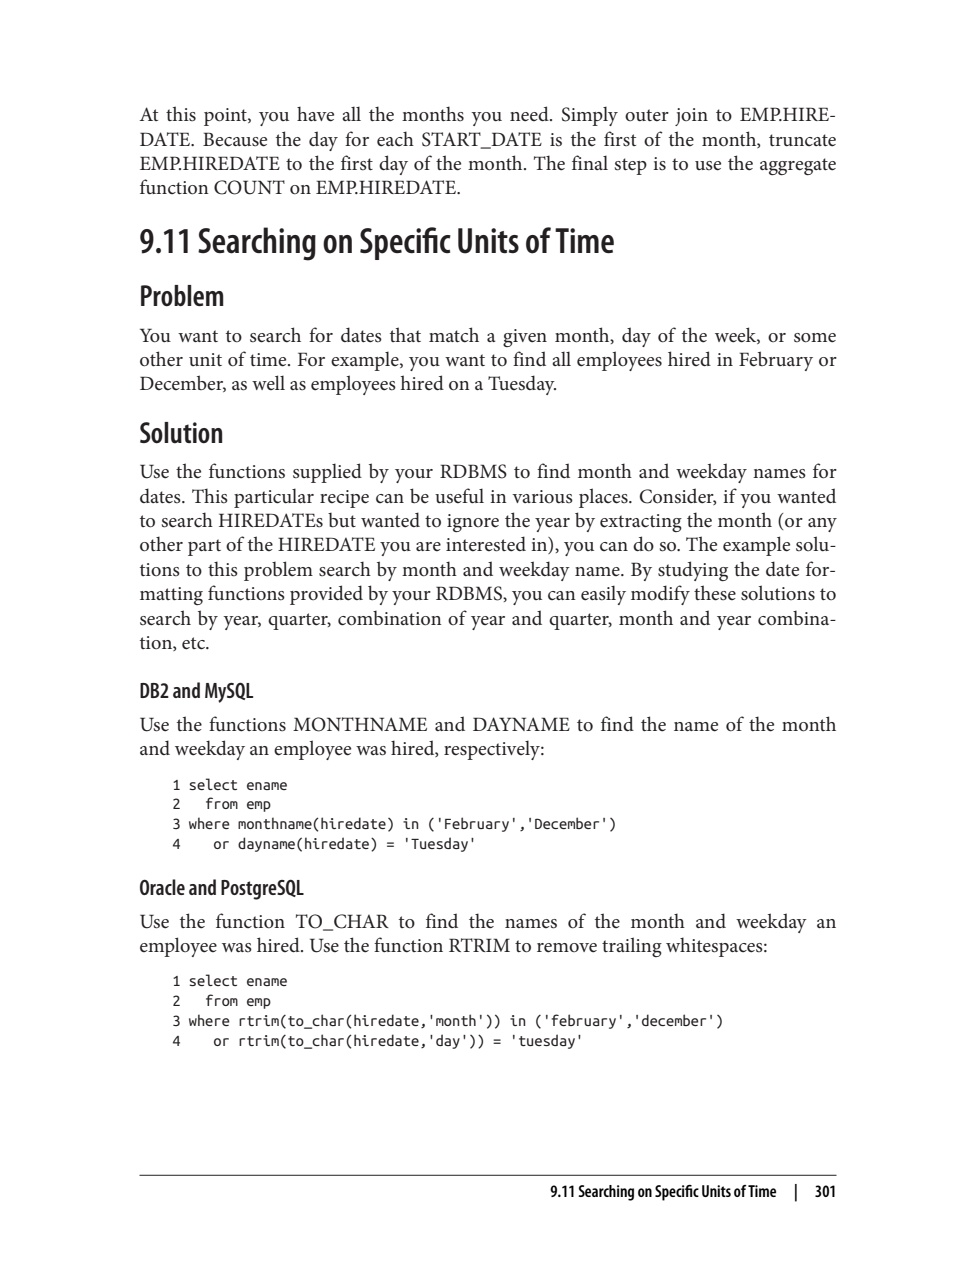 At this point, you have all the months you need. Simply outer join to EMP.HIRE-
DATE. Because the day for each START_DATE is the first of the month, truncate
EMP.HIREDATE to the first day of the month. The final step is to use the aggregate
function COUNT on EMP.HIREDATE.
9.11 Searching on Specific Units of Time
Problem
You want to search for dates that match a given month, day of the week, or some
other unit of time. For example, you want to find all employees hired in February or
December, as well as employees hired on a Tuesday.
Solution
Use the functions supplied by your RDBMS to find month and weekday names for
dates. This particular recipe can be useful in various places. Consider, if you wanted
to search HIREDATEs but wanted to ignore the year by extracting the month (or any
other part of the HIREDATE you are interested in), you can do so. The example solu-
tions to this problem search by month and weekday name. By studying the date for-
matting functions provided by your RDBMS, you can easily modify these solutions to
search by year, quarter, combination of year and quarter, month and year combina-
tion, etc.
DB2 and MySQL
Use the functions MONTHNAME and DAYNAME to find the name of the month
and weekday an employee was hired, respectively:
1 select ename
2   from emp
3 where monthname(hiredate) in ('February','December')
4    or dayname(hiredate) = 'Tuesday'
Oracle and PostgreSQL
Use the function TO_CHAR to find the names of the month and weekday an
employee was hired. Use the function RTRIM to remove trailing whitespaces:
1 select ename
2   from emp
3 where rtrim(to_char(hiredate,'month')) in ('february','december')
4    or rtrim(to_char(hiredate,'day')) = 'tuesday'
9.11 Searching on Specific Units of Time | 301